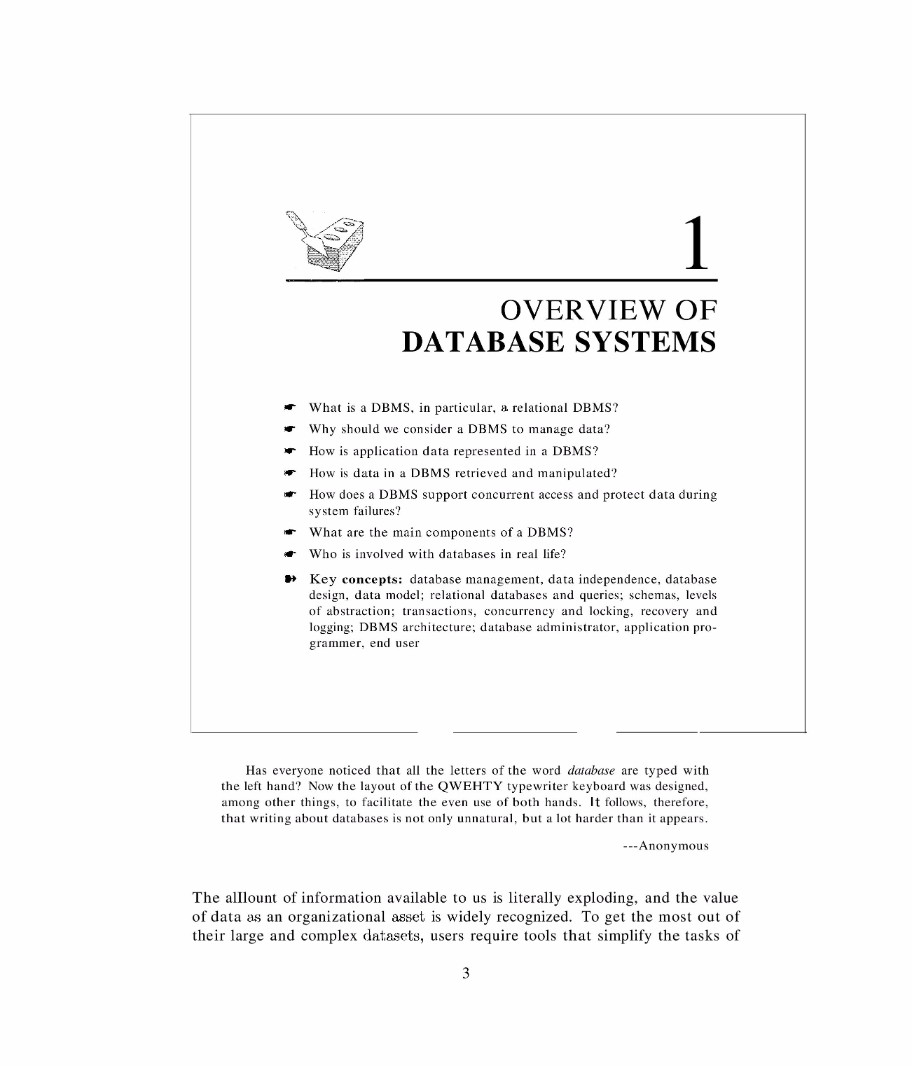 1
OVERVIEW OF
DATABASE SYSTEMS
☛ What is a DBMS, in particular, a relational DBMS?
☛ Why should we consider a DBMS to manage data?
☛ How is application data represented in a DBMS?
☛ How is data in a DBMS retrieved and manipulated?
☛ How does a DBMS support concurrent access and protect data during
system failures?
☛ What are the main components of a DBMS?
☛ Who is involved with databases in real life?
➽ Key concepts: database management, data independence, database
design, data model; relational databases and queries; schemas, levels
of abstraction; transactions, concurrency and locking, recovery and
logging; DBMS architecture; database administrator, application pro-
grammer, end user
Has everyone noticed that all the letters of the word database are typed with
the left hand? Now the layout of the QWEHTY typewriter keyboard was designed,
among other things, to facilitate the even use of both hands. It follows, therefore,
that writing about databases is not only unnatural, but a lot harder than it appears.
---Anonymous
The alIlount of information available to us is literally exploding, and the value
of data as an organizational asset is widely recognized. To get the most out of
their large and complex datasets, users require tools that simplify the tasks of
3